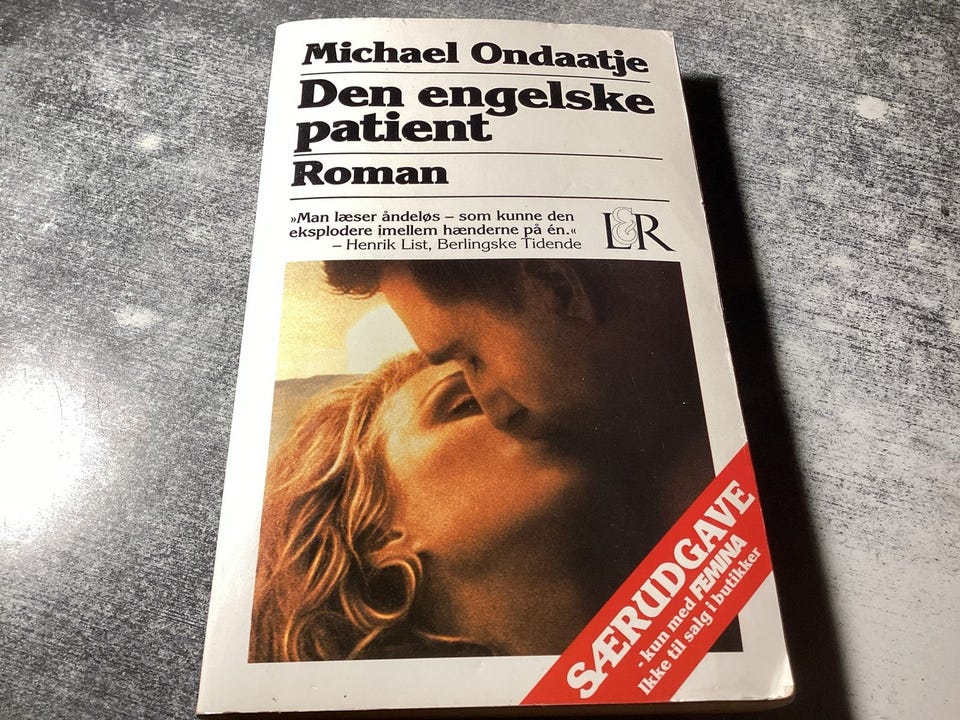 Michael Ondaatje
Den engelske
patient
Roman
»Man læser åndeløs – som kunne den
eksplodere imellem hænderne på én.«
– Henrik List, Berlingske Tidende
L&R
SÆRUDGAVE
- kun med FEMINA
Ikke til salg i butikker